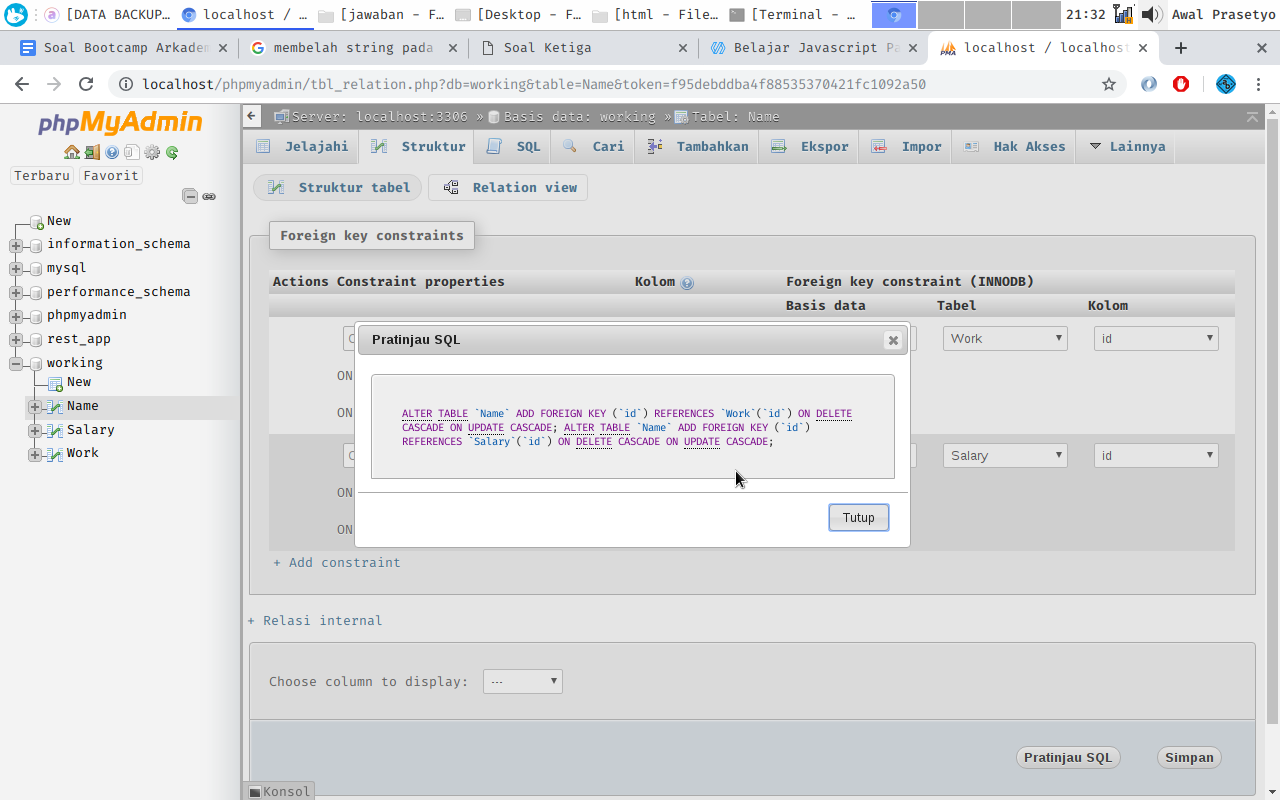 [DATA BACKUP...
localhost / ...
[jawaban - F...
[Desktop - F...
[html - File...
[Terminal - ...
21:32
Awal Prasetyo
Soal Bootcamp Arkadem
membelah string pada
Soal Ketiga
Belajar Javascript Pa
localhost / localhost
localhost/phpmyadmin/tbl_relation.php?db=working&table=Name&token=f95debddba4f88535370421fc1092a50
phpMyAdmin
Terbaru
Favorit
New
information_schema
mysql
performance_schema
phpmyadmin
rest_app
working
New
Name
Salary
Work
Server: localhost:3306 » Basis data: working » Tabel: Name
Jelajahi
Struktur
SQL
Cari
Tambahkan
Ekspor
Impor
Hak Akses
Lainnya
Struktur tabel
Relation view
Foreign key constraints
Actions Constraint properties
Kolom
Foreign key constraint (INNODB)
Basis data
Tabel
Kolom
Work
id
ON
ON
Salary
id
ON
ON
Pratinjau SQL
ALTER TABLE `Name` ADD FOREIGN KEY (`id`) REFERENCES `Work`(`id`) ON DELETE
CASCADE ON UPDATE CASCADE; ALTER TABLE `Name` ADD FOREIGN KEY (`id`)
REFERENCES `Salary`(`id`) ON DELETE CASCADE ON UPDATE CASCADE;
Tutup
+ Add constraint
+ Relasi internal
Choose column to display:
---
Pratinjau SQL
Simpan
Konsol